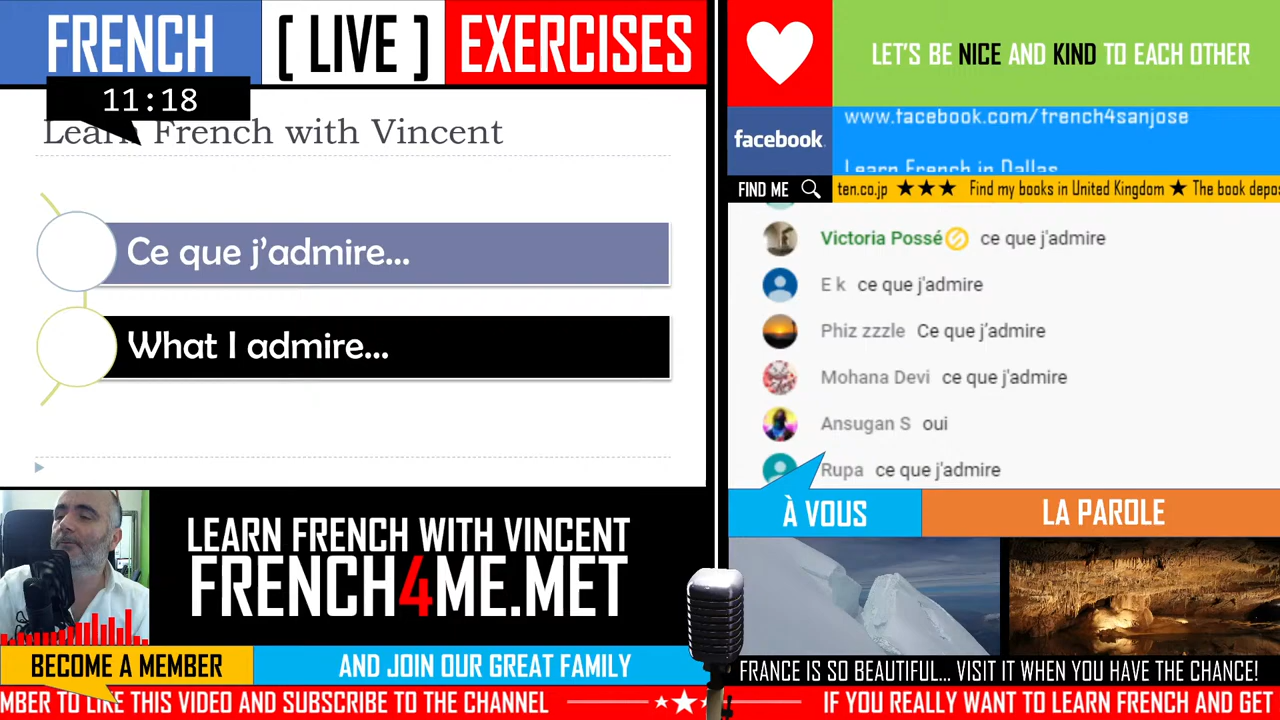 FRENCH
[ LIVE ]
EXERCISES
11:18
Learn French with Vincent
Ce que j’admire...
What I admire...
LEARN FRENCH WITH VINCENT
FRENCH4ME.MET
BECOME A MEMBER
AND JOIN OUR GREAT FAMILY
LET'S BE NICE AND KIND TO EACH OTHER
facebook.
www.facebook.com/french4sanjose
Learn French in Dallas
FIND ME
ten.co.jp ★★★ Find my books in United Kingdom ★ The book depos
Victoria Possé ce que j'admire
E k ce que j'admire
Phiz zzzle Ce que j’admire
Mohana Devi ce que j'admire
Ansugan S oui
Rupa ce que j'admire
À VOUS
LA PAROLE
FRANCE IS SO BEAUTIFUL... VISIT IT WHEN YOU HAVE THE CHANCE!
MBER TO LIKE THIS VIDEO AND SUBSCRIBE TO THE CHANNEL
IF YOU REALLY WANT TO LEARN FRENCH AND GET